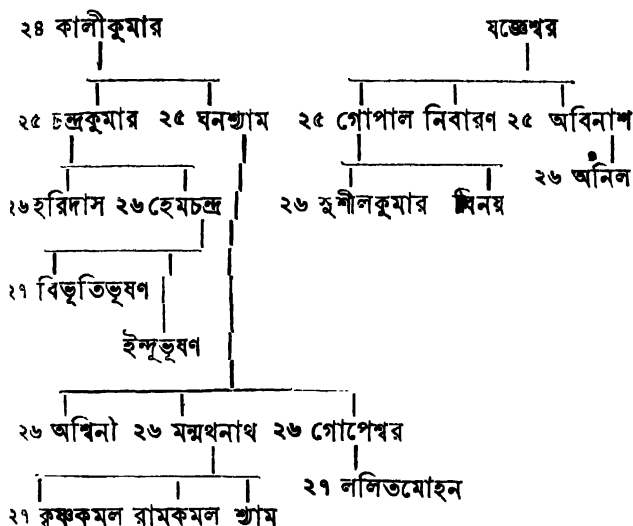 ২৪ কালীকুমার যজ্ঞেশ্বর
২৫ চন্দ্রকুমার ২৫ ঘনশ্যাম ২৫ গোপাল নিবারণ ২৫ অবিনাশ
২৬ হরিদাস ২৬ হেমচন্দ্র ২৬ সুশীলকুমার বিনয় ২৬ অনিল
২৭ বিভূতিভূষণ
ইন্দূভূষণ
২৬ অশ্বিনী ২৬ মন্মথনাথ ২৬ গোপেশ্বর
২৭ ললিতমোহন
২৭ কৃষ্ণকমল রামকমল শ্যাম